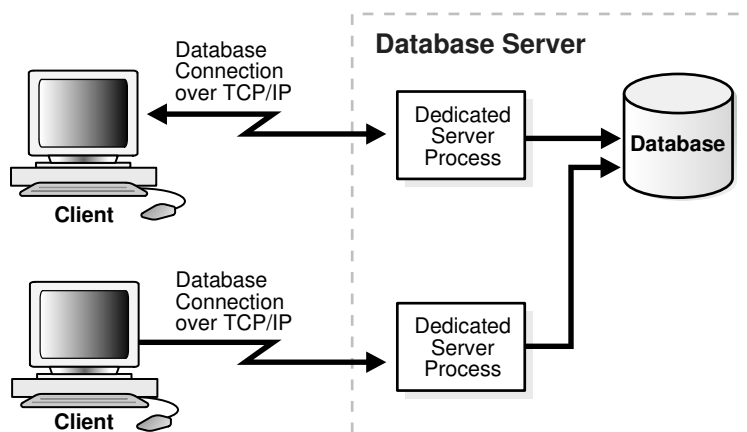 Database
Connection
over TCP/IP
Database Server
Dedicated
Server
Process
Database
Client
Database
Connection
over TCP/IP
Dedicated
Server
Process
Client